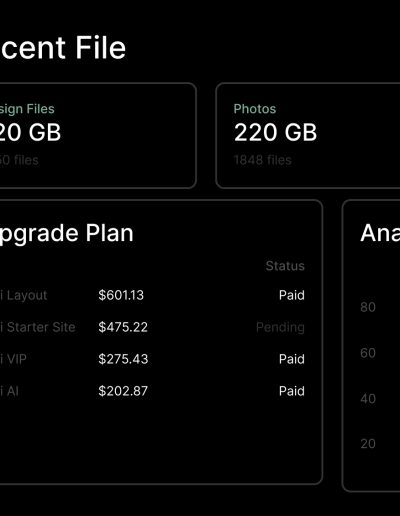 cent File
sign Files
20 GB
50 files
Photos
220 GB
1848 files
pgrade Plan
Status
i Layout $601.13 Paid
i Starter Site $475.22 Pending
i VIP $275.43 Paid
i AI $202.87 Paid
Ana
80
60
40
20